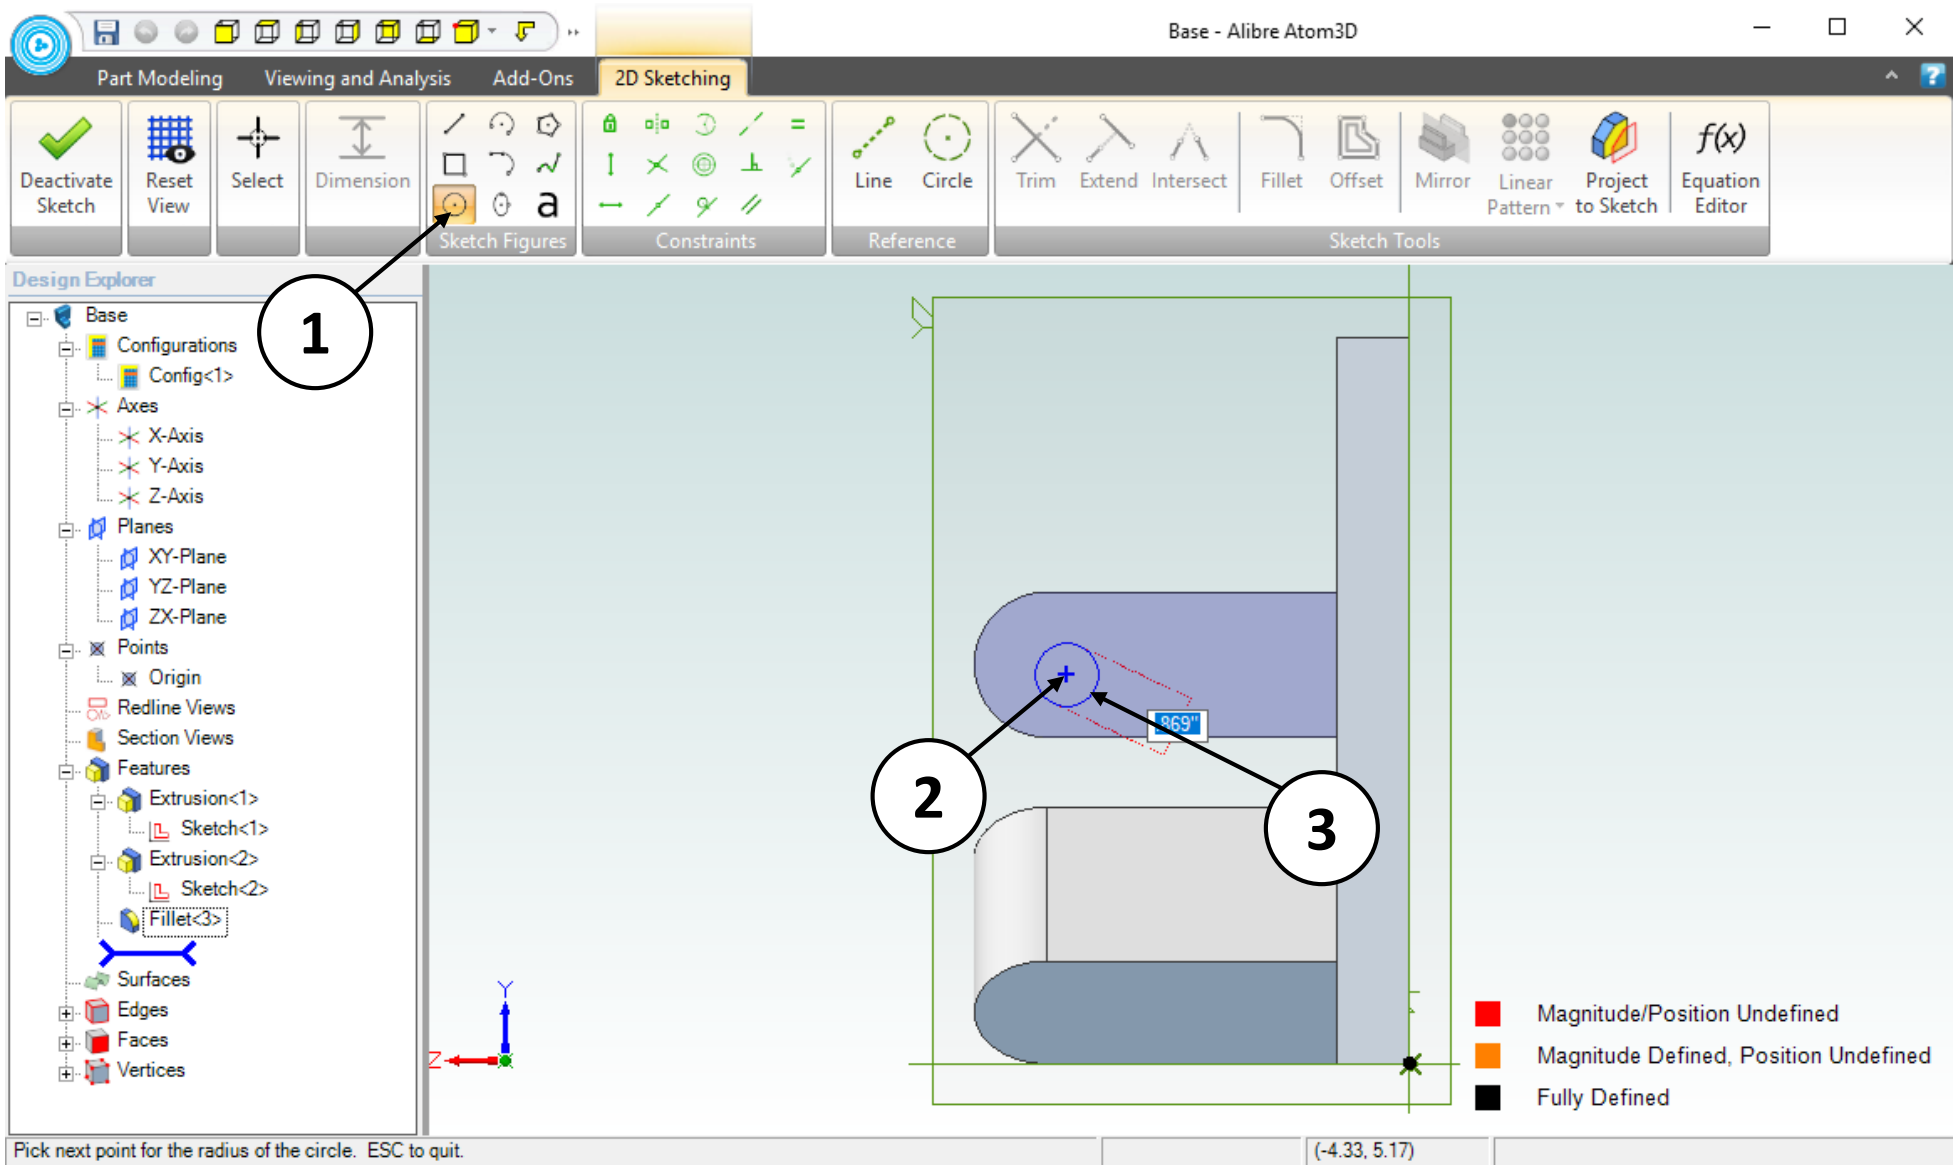 Base - Alibre Atom3D
Part Modeling
Viewing and Analysis
Add-Ons
2D Sketching
Deactivate
Sketch
Reset
View
Select
Dimension
a
Sketch Figures
Constraints
Line
Circle
Reference
Trim
Extend
Intersect
Fillet
Offset
Mirror
Linear
Pattern
Project
to Sketch
f(x)
Equation
Editor
Sketch Tools
Design Explorer
Base
Configurations
Config<1>
Axes
X-Axis
Y-Axis
Z-Axis
Planes
XY-Plane
YZ-Plane
ZX-Plane
Points
Origin
Redline Views
Section Views
Features
Extrusion<1>
Sketch<1>
Extrusion<2>
Sketch<2>
Fillet<3>
Surfaces
Edges
Faces
Vertices
1
2
3
.869"
Y
Z
Magnitude/Position Undefined
Magnitude Defined, Position Undefined
Fully Defined
Pick next point for the radius of the circle. ESC to quit.
(-4.33, 5.17)